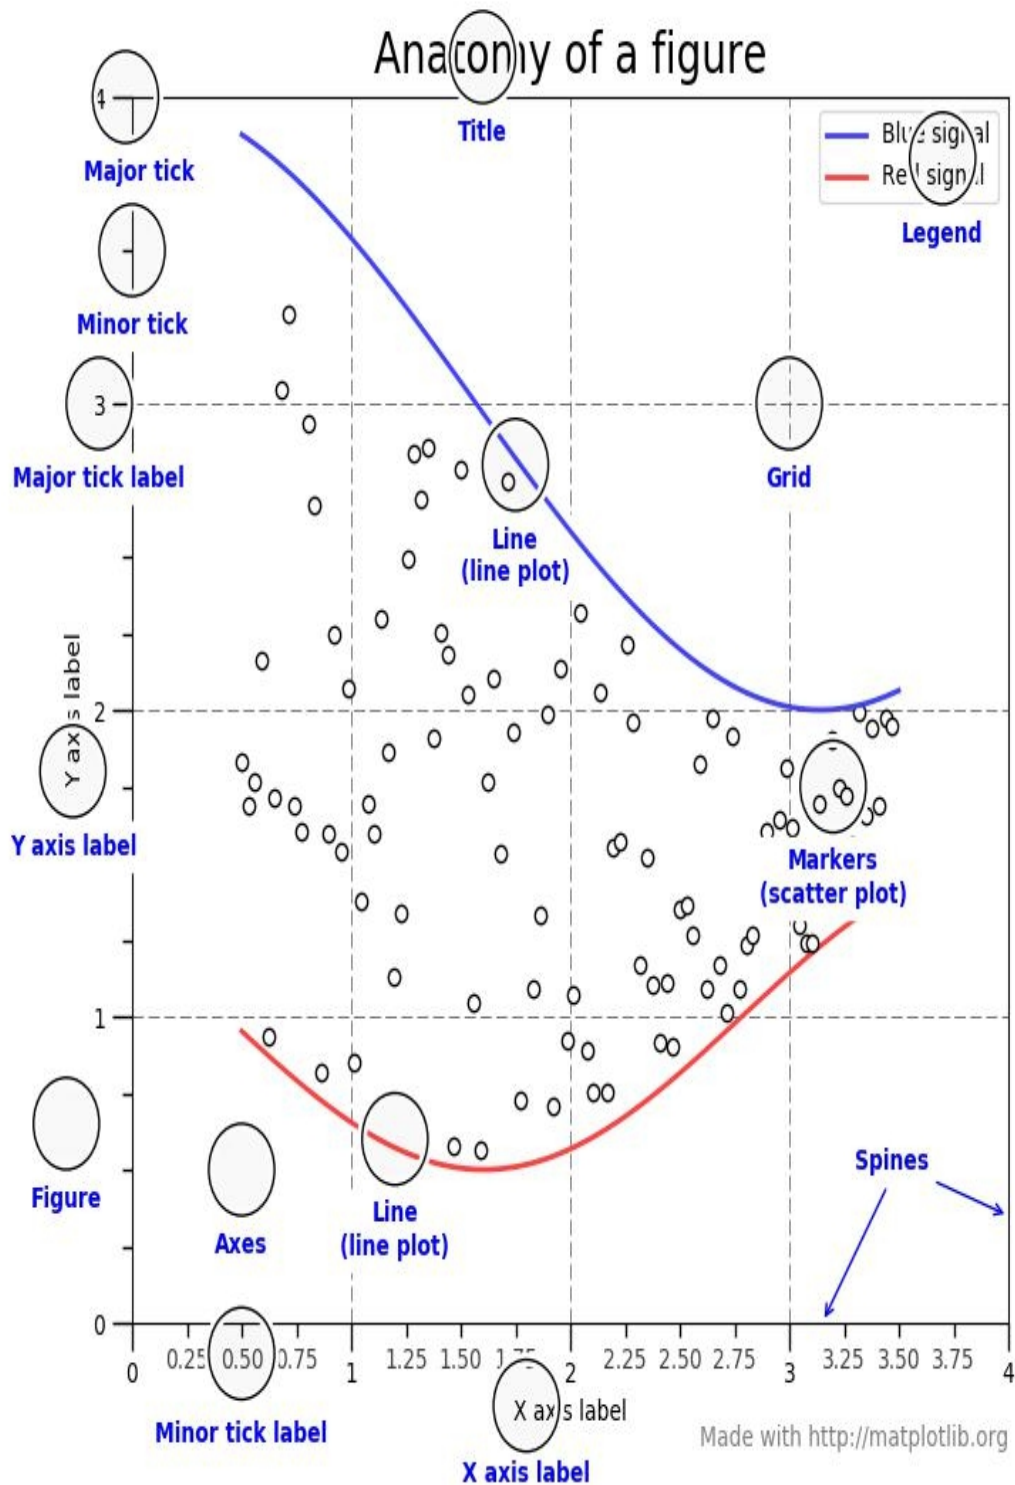 Anatomy of a figure
Title
4
Major tick
Blue signal
Red signal
Legend
Minor tick
3
Major tick label
Grid
Line
(line plot)
2
Y axis label
Y axis label
Markers
(scatter plot)
1
Figure
Axes
Line
(line plot)
Spines
0
0 0.25 0.50 0.75 1 1.25 1.50 1.75 2 2.25 2.50 2.75 3 3.25 3.50 3.75 4
Minor tick label
X axis label
X axis label
Made with http://matplotlib.org